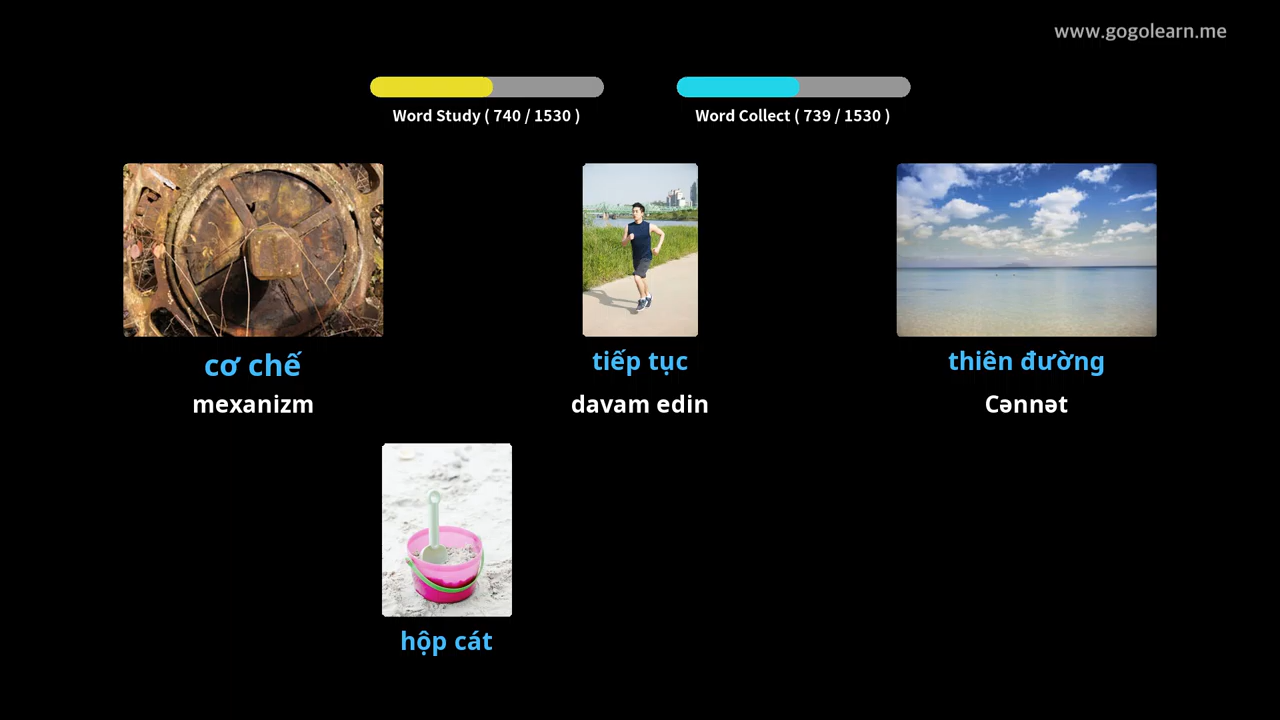 www.gogolearn.me
Word Study ( 740 / 1530 )
Word Collect ( 739 / 1530 )
cơ chế
mexanizm
tiếp tục
davam edin
thiên đường
Cənnət
hộp cát